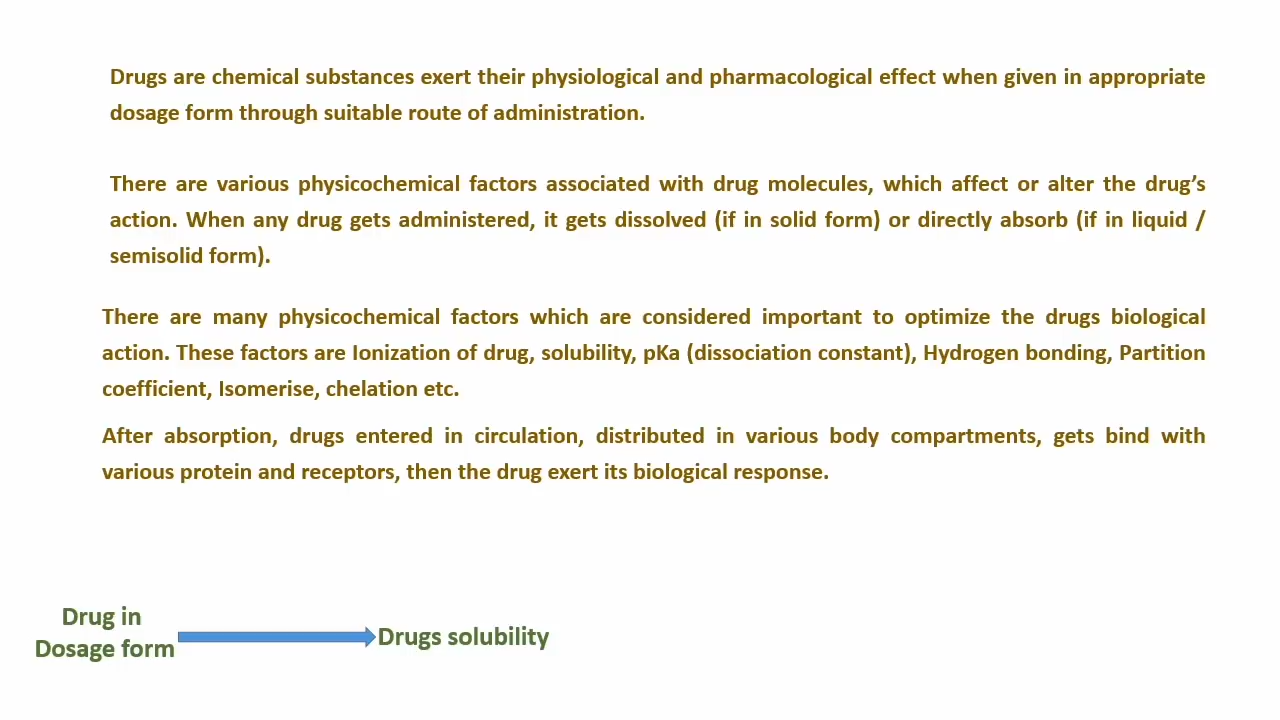 Drugs are chemical substances exert their physiological and pharmacological effect when given in appropriate
dosage form through suitable route of administration.
There are various physicochemical factors associated with drug molecules, which affect or alter the drug’s
action. When any drug gets administered, it gets dissolved (if in solid form) or directly absorb (if in liquid /
semisolid form).
There are many physicochemical factors which are considered important to optimize the drugs biological
action. These factors are Ionization of drug, solubility, pKa (dissociation constant), Hydrogen bonding, Partition
coefficient, Isomerise, chelation etc.
After absorption, drugs entered in circulation, distributed in various body compartments, gets bind with
various protein and receptors, then the drug exert its biological response.
Drug in
Dosage form
Drugs solubility